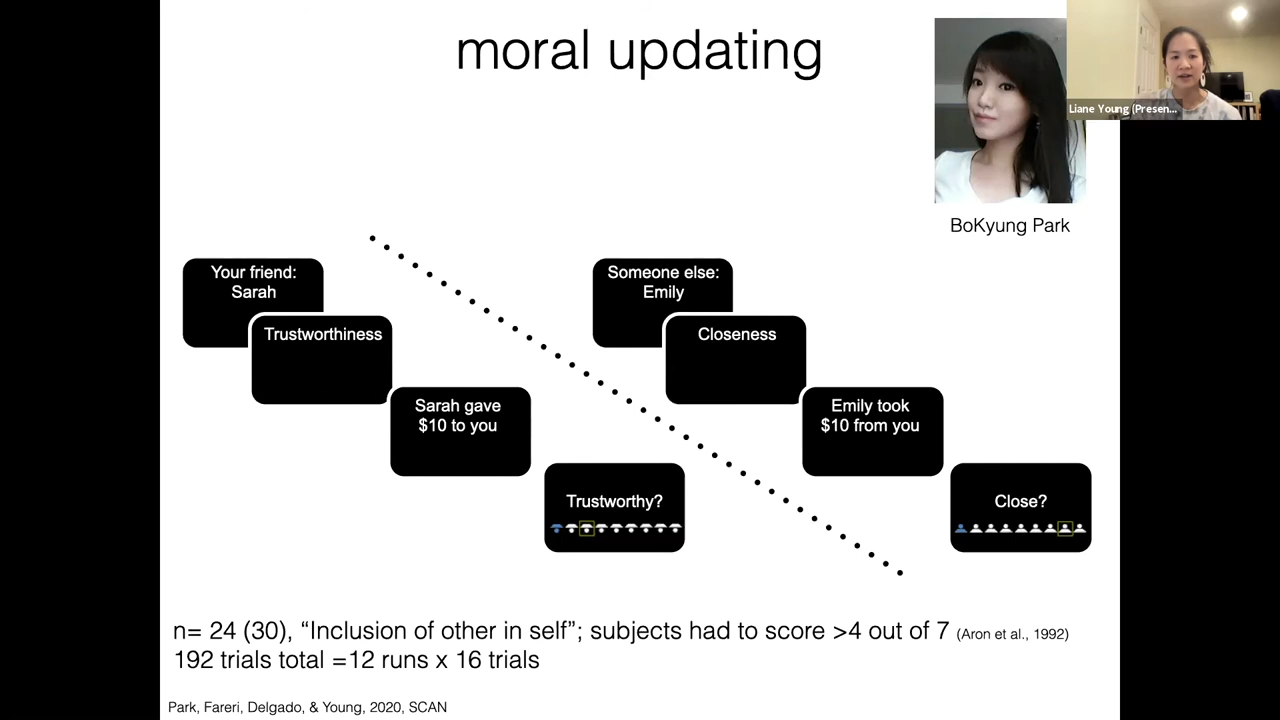 moral updating
Liane Young (Presen...
BoKyung Park
Your friend:
Sarah
Trustworthiness
Sarah gave
$10 to you
Trustworthy?
Someone else:
Emily
Closeness
Emily took
$10 from you
Close?
n= 24 (30), “Inclusion of other in self”; subjects had to score >4 out of 7 (Aron et al., 1992)
192 trials total =12 runs x 16 trials
Park, Fareri, Delgado, & Young, 2020, SCAN